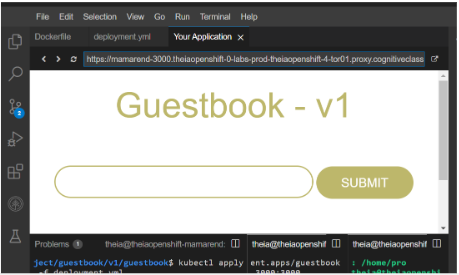 File Edit Selection View Go Run Terminal Help
Dockerfile deployment.yml Your Application ×
https://mamarend-3000.theiaopenshift-0-labs-prod-theiaopenshift-4-tor01.proxy.cognitiveclass
Guestbook - v1
SUBMIT
2
Problems 1 theia@theiaopenshift-mamarend: theia@theiaopenshif theia@theiaopenshif
ject/guestbook/v1/guestbook$ kubectl apply ent.apps/guestbook : /home/pro
-f deployment.yml 3000:3000 theia@theiaopenshi